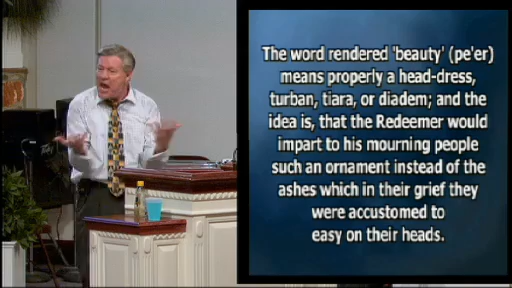 The word rendered 'beauty' (pe'er)
means properly a head-dress,
turban, tiara, or diadem; and the
idea is, that the Redeemer would
impart to his mourning people
such an ornament instead of the
ashes which in their grief they
were accustomed to
easy on their heads.